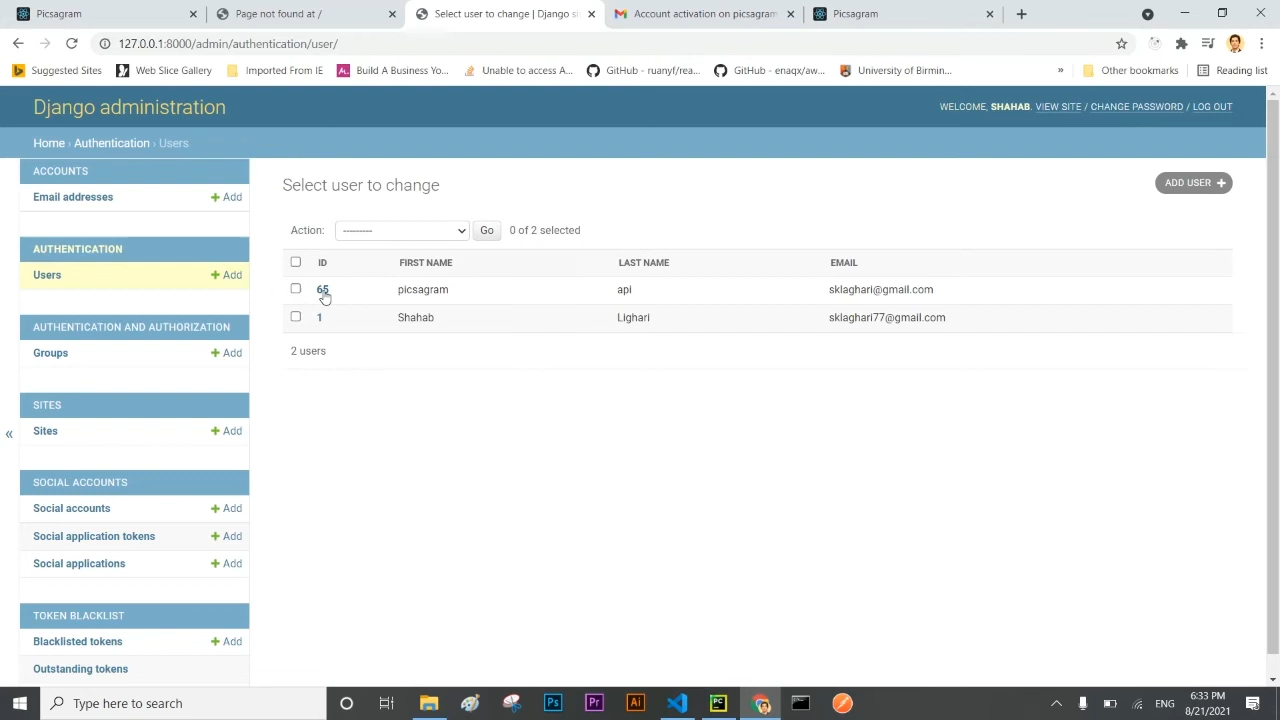 Picsagram
Page not found at /
Select user to change | Django si
Account activation on picsagram
Picsagram
127.0.0.1:8000/admin/authentication/user/
Suggested Sites
Web Slice Gallery
Imported From IE
Build A Business Yo...
Unable to access A...
GitHub - ruanyf/rea...
GitHub - enaqx/aw...
University of Birmin...
»
Other bookmarks
Reading list
Django administration
WELCOME, SHAHAB. VIEW SITE / CHANGE PASSWORD / LOG OUT
Home › Authentication › Users
ACCOUNTS
Email addresses
+ Add
AUTHENTICATION
Users
+ Add
AUTHENTICATION AND AUTHORIZATION
Groups
+ Add
SITES
Sites
+ Add
SOCIAL ACCOUNTS
Social accounts
+ Add
Social application tokens
+ Add
Social applications
+ Add
TOKEN BLACKLIST
Blacklisted tokens
+ Add
Outstanding tokens
«
Select user to change
ADD USER +
Action: --------- Go 0 of 2 selected
ID FIRST NAME LAST NAME EMAIL
65 picsagram api sklaghari@gmail.com
1 Shahab Lighari sklaghari77@gmail.com
2 users
Type here to search
Ps
Pr
Ai
PC
ENG
6:33 PM
8/21/2021